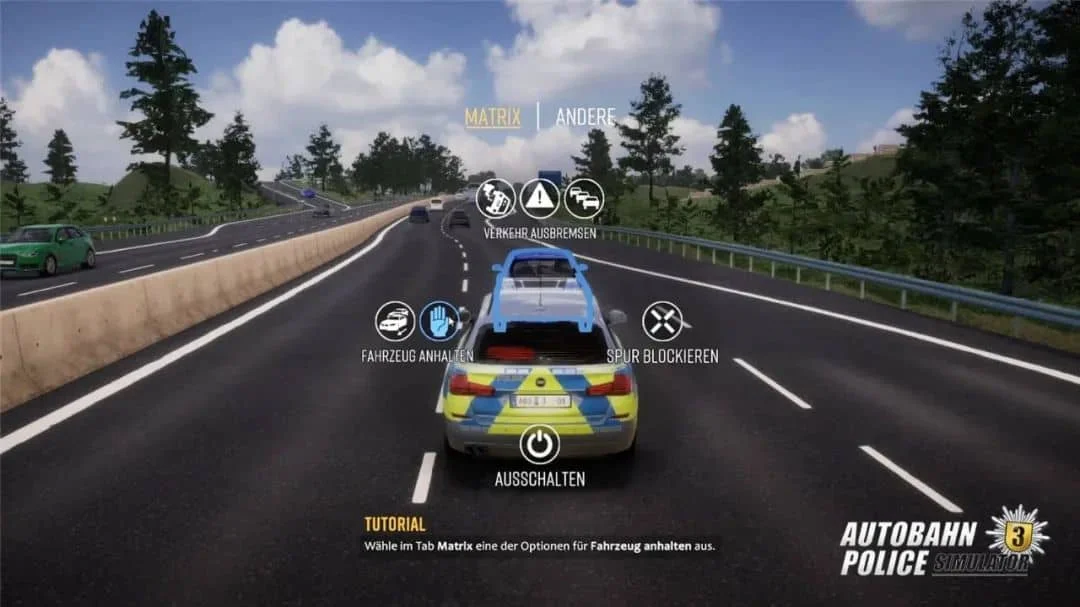 MATRIX | ANDERE
VERKEHR AUSBREMSEN
FAHRZEUG ANHALTEN
SPUR BLOCKIEREN
AUSSCHALTEN
TUTORIAL
Wähle im Tab Matrix eine der Optionen für Fahrzeug anhalten aus.
AUTOBAHN
POLICE SIMULATOR
3